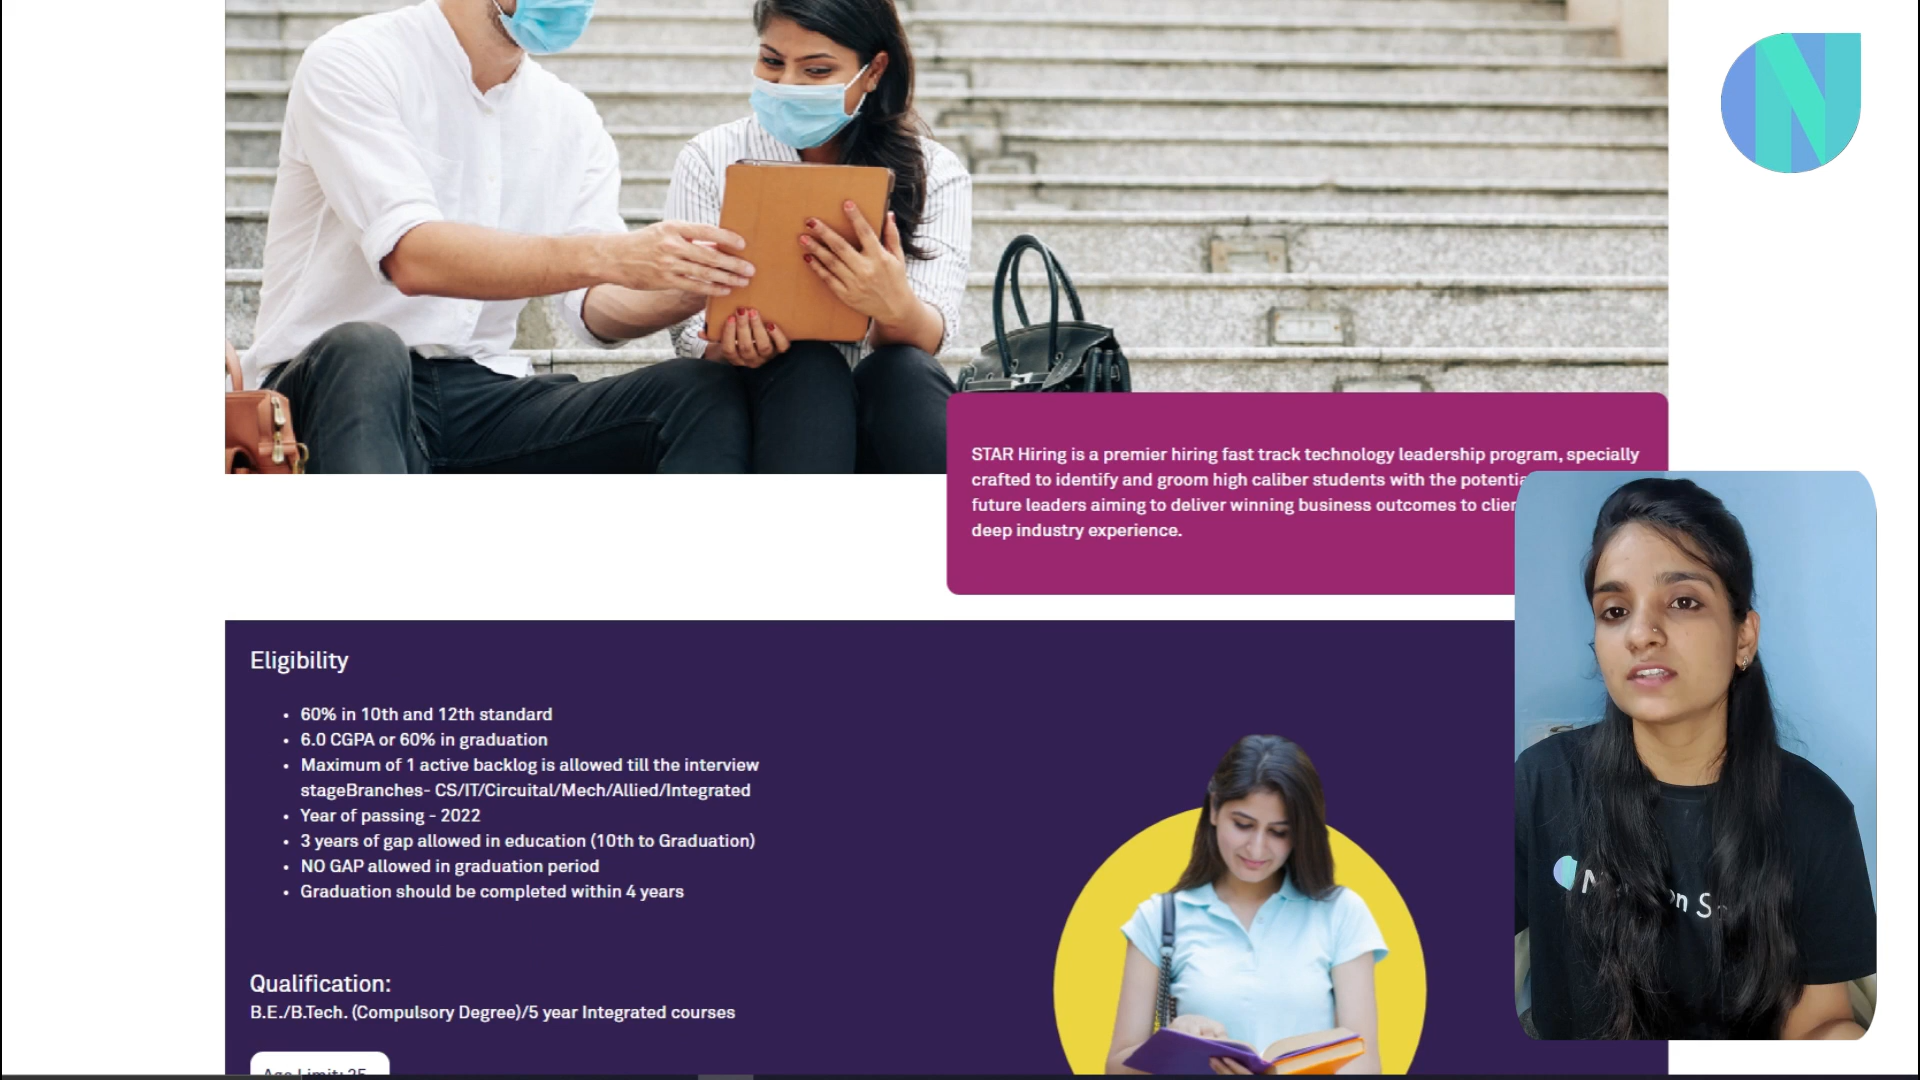 STAR Hiring is a premier hiring fast track technology leadership program, specially
crafted to identify and groom high caliber students with the
future leaders aiming to deliver winning business outcomes to
deep industry experience.
Eligibility
• 60% in 10th and 12th standard
• 6.0 CGPA or 60% in graduation
• Maximum of 1 active backlog is allowed till the interview
stageBranches- CS/IT/Circuital/Mech/Allied/Integrated
• Year of passing - 2022
• 3 years of gap allowed in education (10th to Graduation)
• NO GAP allowed in graduation period
• Graduation should be completed within 4 years
Qualification:
B.E./B.Tech. (Compulsory Degree)/5 year Integrated courses
Age Limit: 25